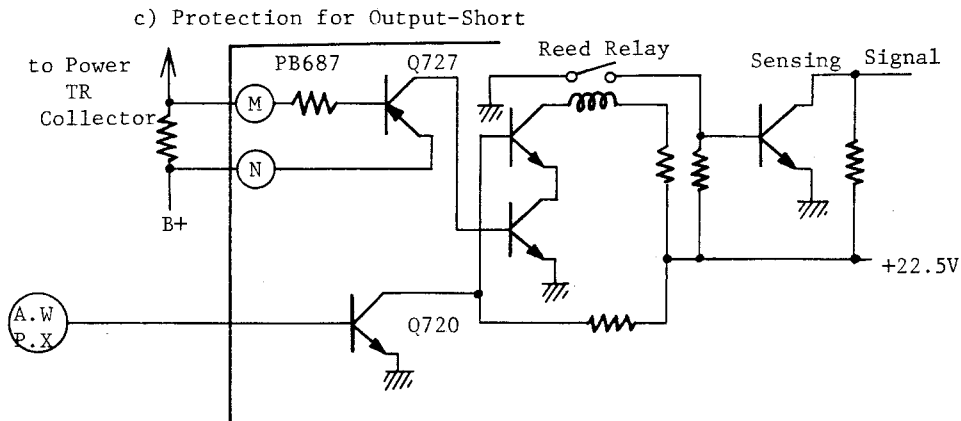 c) Protection for Output-Short
to Power
TR
Collector
PB687
Q727
Reed Relay
Sensing
Signal
M
N
B+
+22.5V
A.W
P.X
Q720